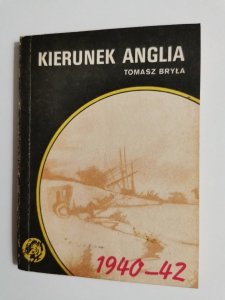 KIERUNEK ANGLIA
TOMASZ BRYŁA
1940-42